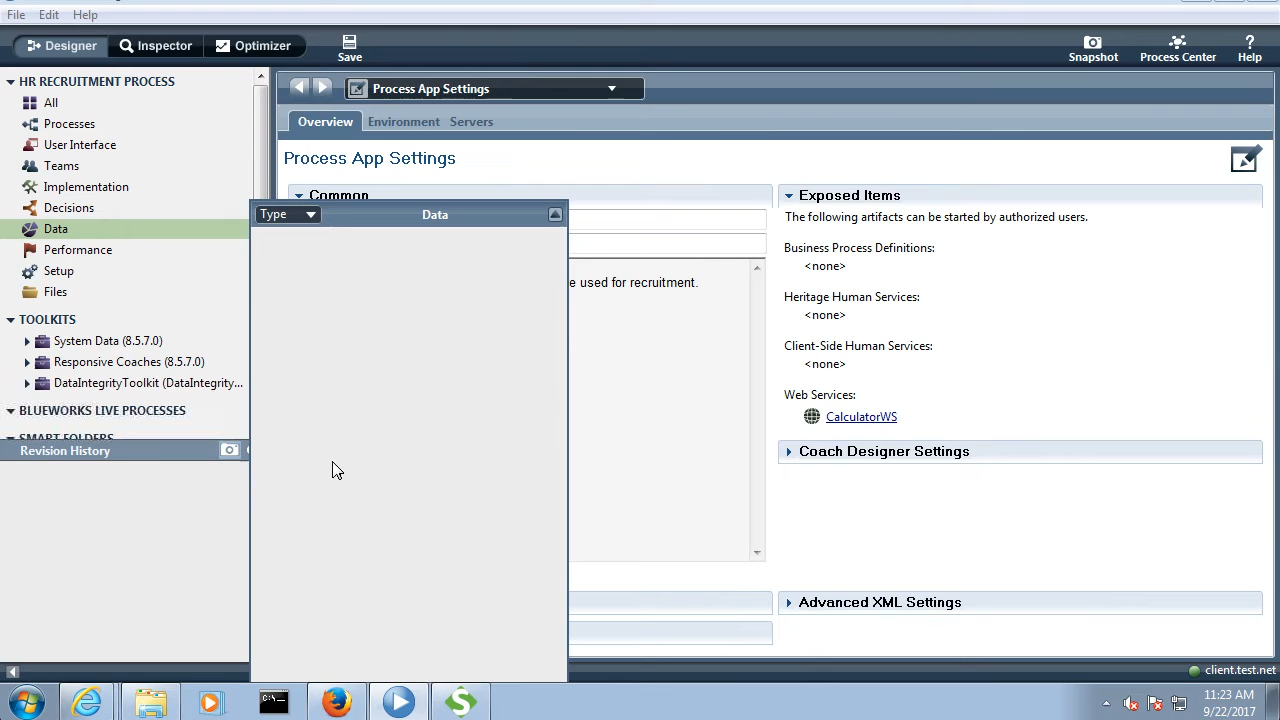 File Edit Help
Designer Inspector Optimizer Save Snapshot Process Center Help
HR RECRUITMENT PROCESS
All
Processes
User Interface
Teams
Implementation
Decisions
Data
Performance
Setup
Files
TOOLKITS
System Data (8.5.7.0)
Responsive Coaches (8.5.7.0)
DataIntegrityToolkit (DataIntegrity...
BLUEWORKS LIVE PROCESSES
SMART FOLDERS
Revision History
Type Data
Process App Settings
Overview Environment Servers
Process App Settings
Common
e used for recruitment.
Exposed Items
The following artifacts can be started by authorized users.
Business Process Definitions:
<none>
Heritage Human Services:
<none>
Client-Side Human Services:
<none>
Web Services:
CalculatorWS
Coach Designer Settings
Advanced XML Settings
client.test.net
C:\
11:23 AM
9/22/2017